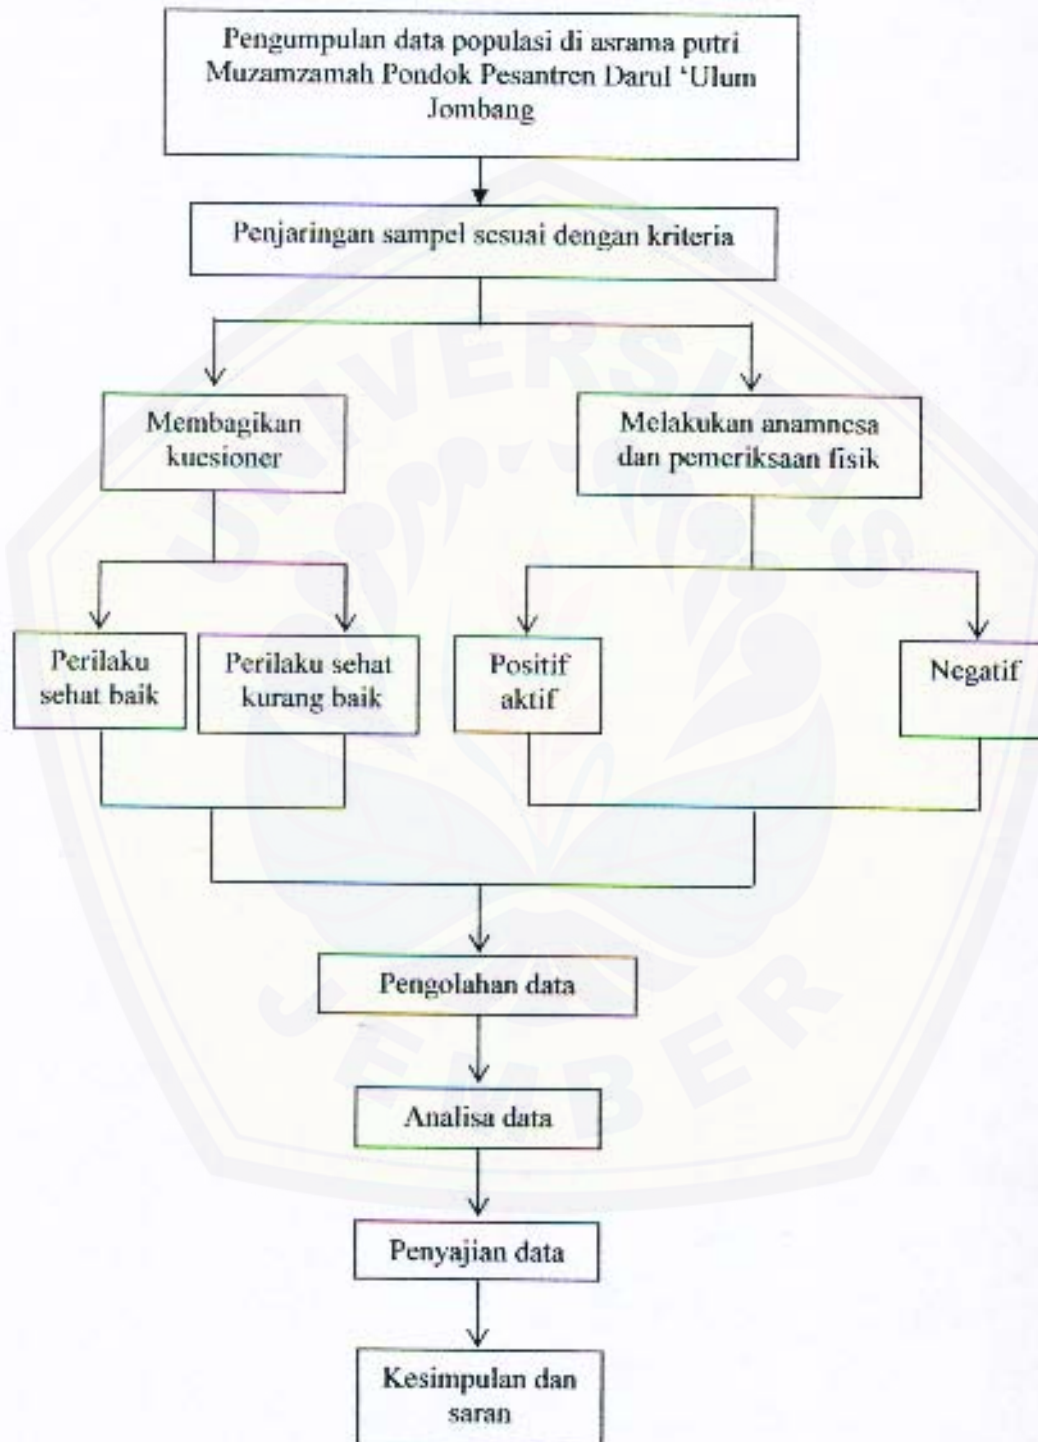 Pengumpulan data populasi di asrama putri
Muzamzamah Pondok Pesantren Darul ‘Ulum
Jombang
Penjaringan sampel sesuai dengan kriteria
Membagikan
kuesioner
Melakukan anamnesa
dan pemeriksaan fisik
Perilaku
sehat baik
Perilaku sehat
kurang baik
Positif
aktif
Negatif
Pengolahan data
Analisa data
Penyajian data
Kesimpulan dan
saran
UNIVERSITAS
JEMBER